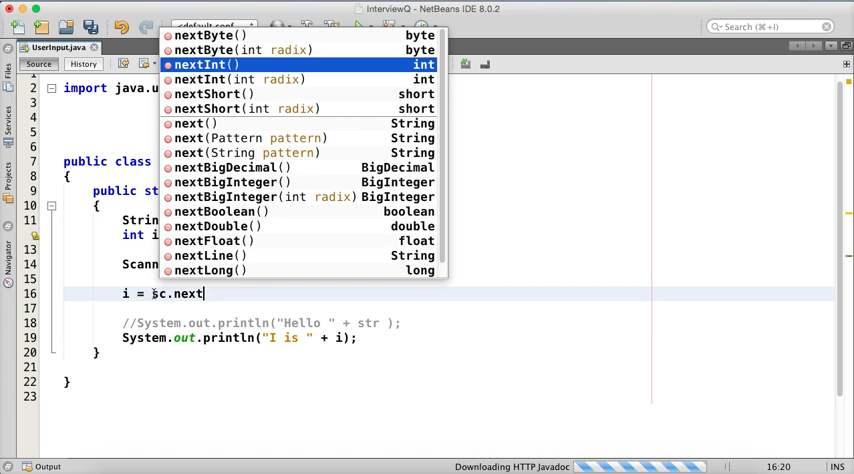 InterviewQ - NetBeans IDE 8.0.2
<default conf...
Search (⌘+I)
UserInput.java
Source History
Files
Services
Projects
Navigator
nextByte() byte
nextByte(int radix) byte
nextInt() int
nextInt(int radix) int
nextShort() short
nextShort(int radix) short
next() String
next(Pattern pattern) String
next(String pattern) String
nextBigDecimal() BigDecimal
nextBigInteger() BigInteger
nextBigInteger(int radix) BigInteger
nextBoolean() boolean
nextDouble() double
nextFloat() float
nextLine() String
nextLong() long
1
2 import java.u
3
4
5
6
7 public class
8 {
9 public st
10 {
11 Strin
int i
13
14 Scann
15
16 i = sc.next
17
18 //System.out.println("Hello " + str );
19 System.out.println("I is " + i);
20 }
21
22 }
23
Output
Downloading HTTP Javadoc
16:20
INS